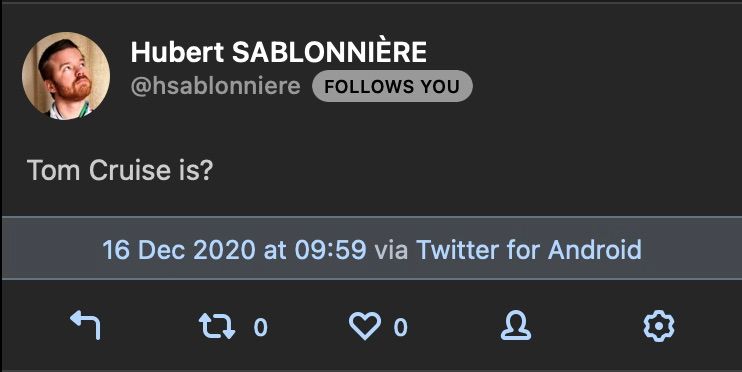 Hubert SABLONNIÈRE
@hsablonniere FOLLOWS YOU
Tom Cruise is?
16 Dec 2020 at 09:59 via Twitter for Android
0 0